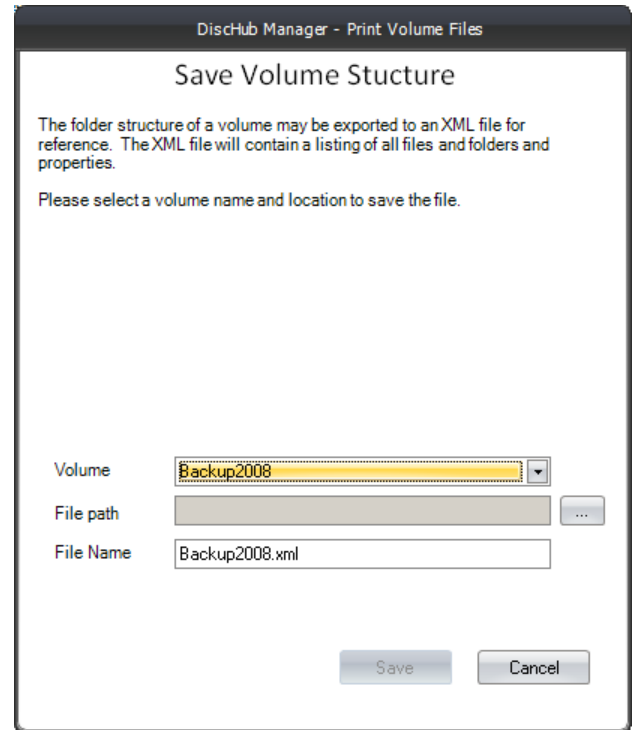 DiscHub Manager - Print Volume Files
Save Volume Stucture
The folder structure of a volume may be exported to an XML file for
reference. The XML file will contain a listing of all files and folders and
properties.
Please select a volume name and location to save the file.
Volume Backup2008
File path ...
File Name Backup2008.xml
Save Cancel